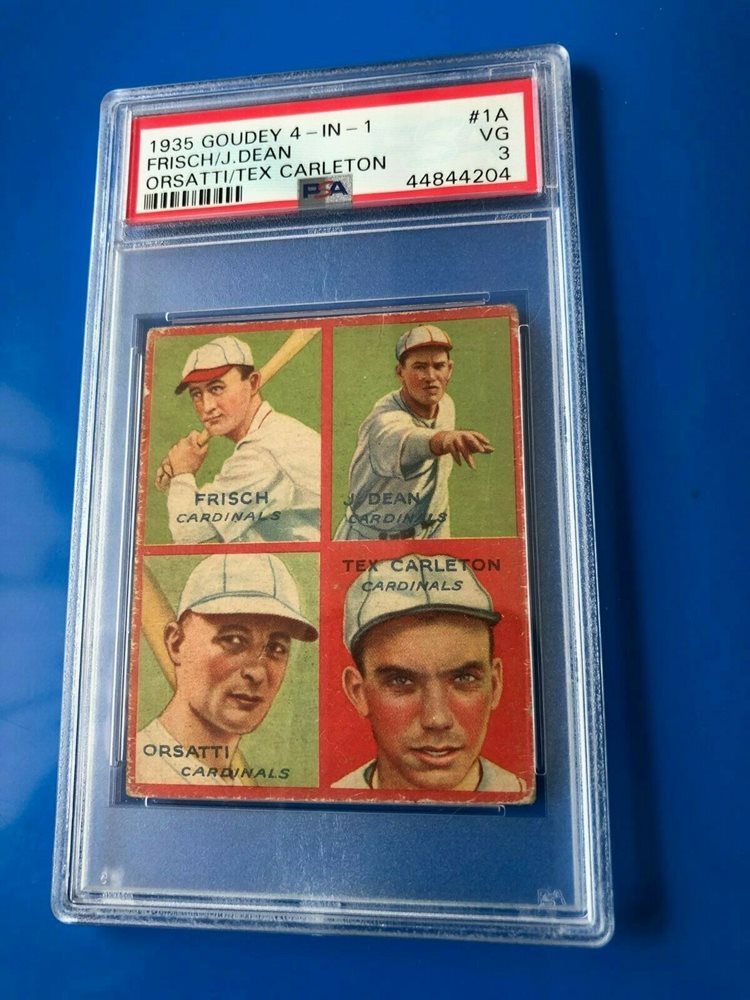 1935 GOUDEY 4-IN-1 #1A
FRISCH/J.DEAN VG
ORSATTI/TEX CARLETON 3
PSA 44844204
FRISCH
CARDINALS
J. DEAN
CARDINALS
TEX CARLETON
CARDINALS
ORSATTI
CARDINALS
PSA